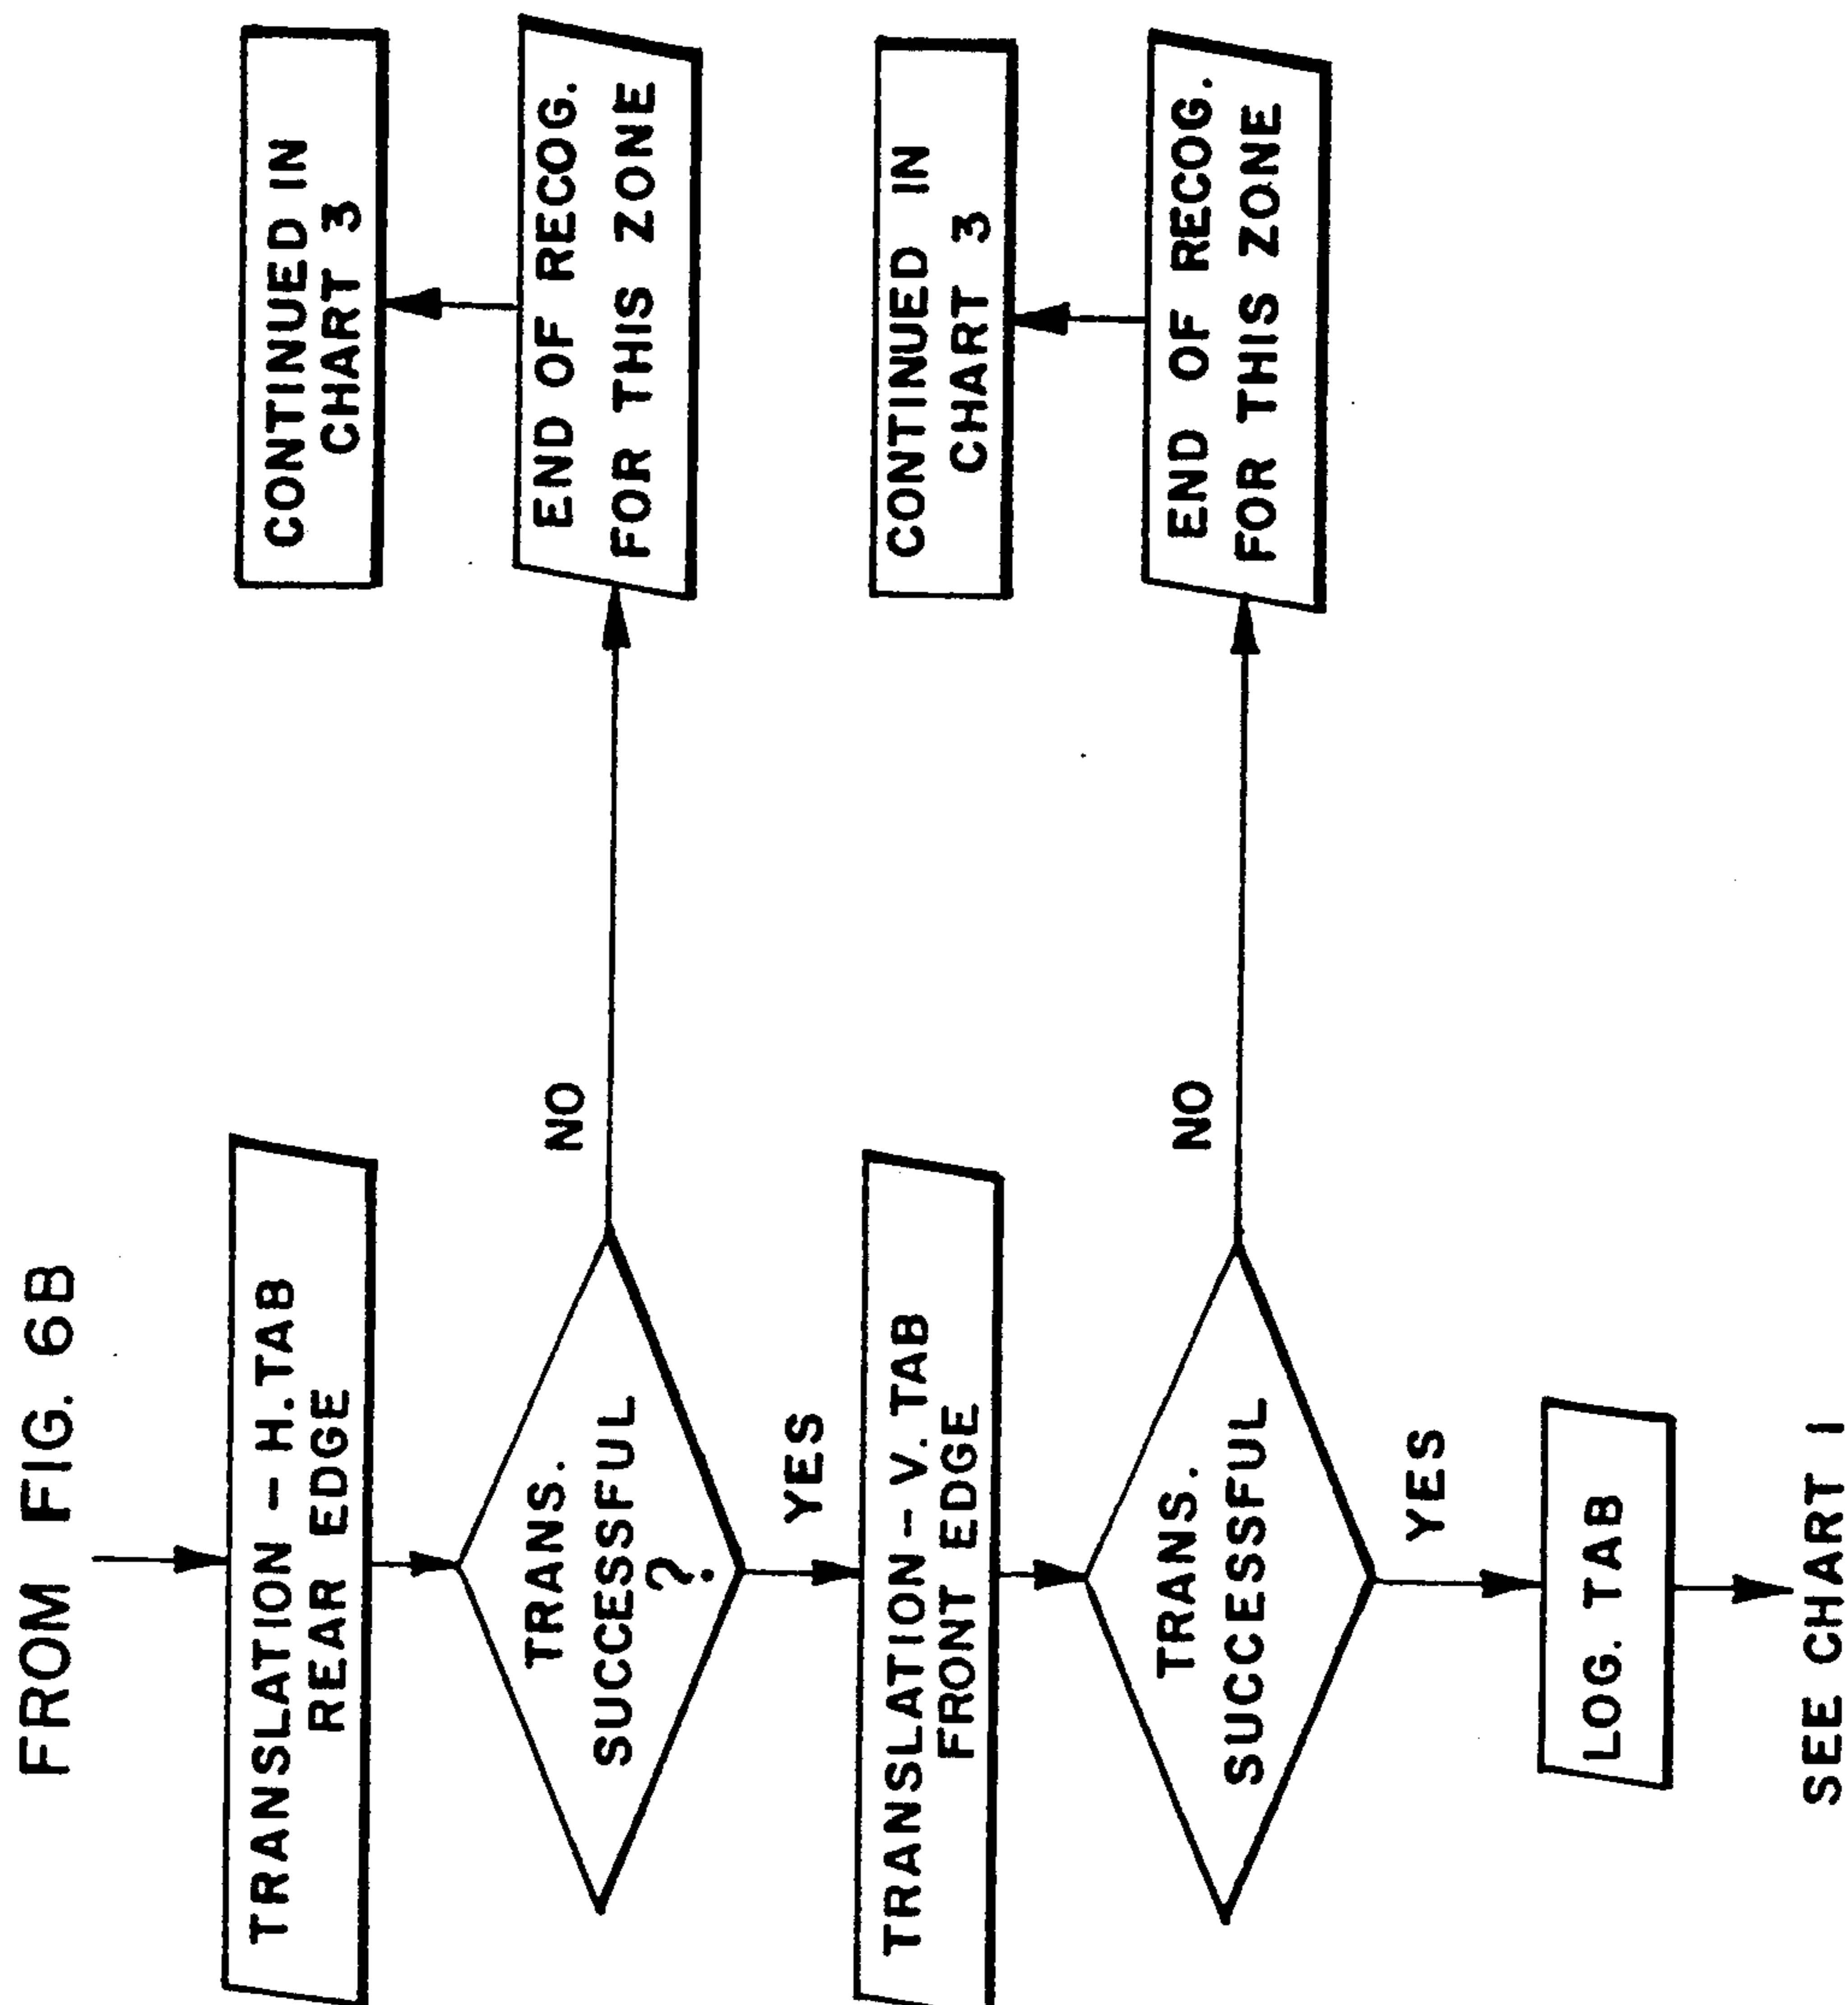 FROM FIG. 6B
TRANSLATION - H.TAB
REAR EDGE
TRANS.
SUCCESSFUL
?
NO
END OF RECOG.
FOR THIS ZONE
CONTINUED IN
CHART 3
YES
TRANSLATION - V.TAB
FRONT EDGE
TRANS.
SUCCESSFUL
NO
END OF RECOG.
FOR THIS ZONE
CONTINUED IN
CHART 3
YES
LOG. TAB
SEE CHART I